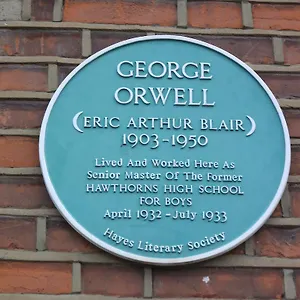 GEORGE
ORWELL
(ERIC ARTHUR BLAIR)
1903-1950
Lived And Worked Here As
Senior Master Of The Former
HAWTHORNS HIGH SCHOOL
FOR BOYS
April 1932 - July 1933
Hayes Literary Society